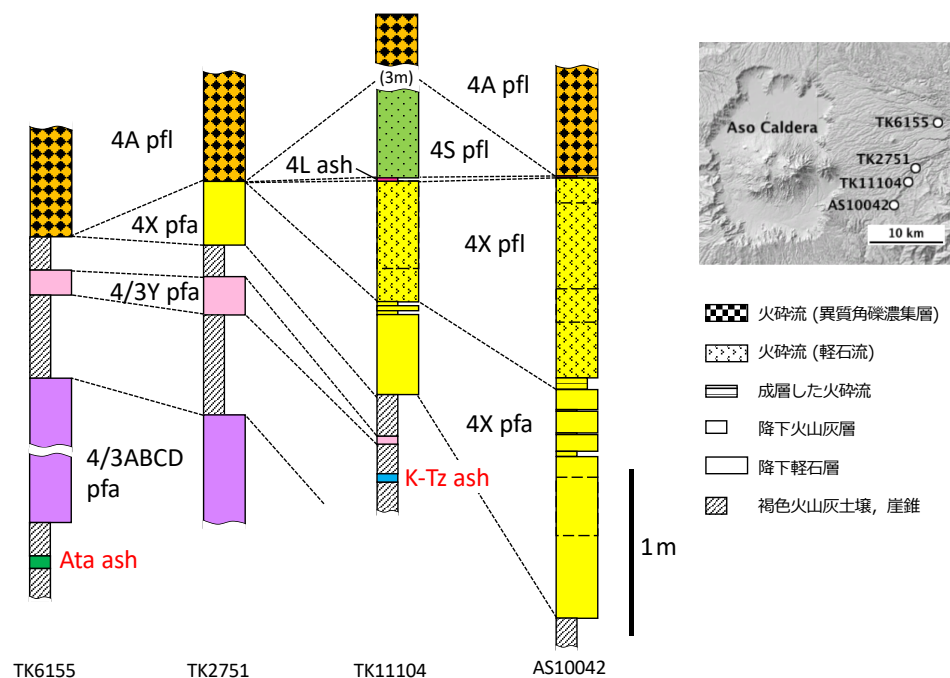 (3m)
4A pfl
4A pfl
4S pfl
4L ash
4X pfa
4X pfl
4/3Y pfa
4X pfa
4/3ABCD
pfa
K-Tz ash
Ata ash
1m
TK6155
TK2751
TK11104
AS10042
Aso Caldera
TK6155
TK2751
TK11104
AS10042
10 km
火砕流 (異質角礫濃集層)
火砕流 (軽石流)
成層した火砕流
降下火山灰層
降下軽石層
褐色火山灰土壌，崖錐